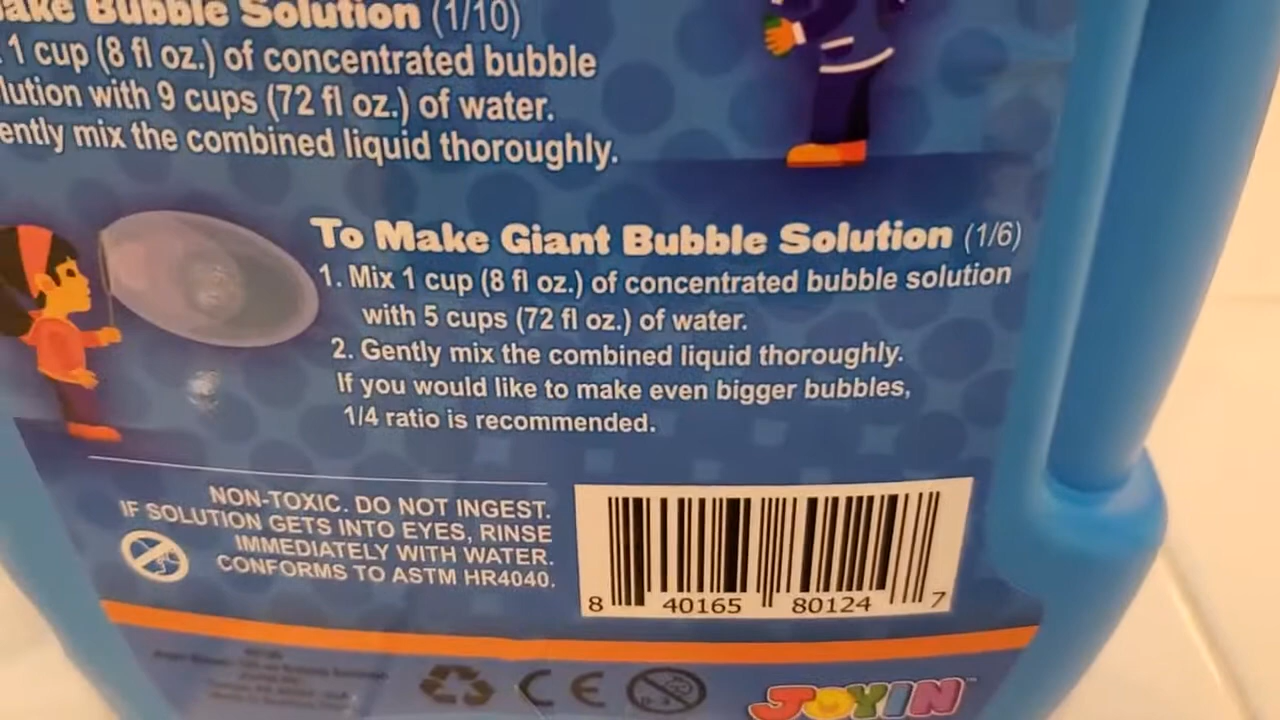 ake Bubble Solution (1/10)
1 cup (8 fl oz.) of concentrated bubble
lution with 9 cups (72 fl oz.) of water.
ently mix the combined liquid thoroughly.
To Make Giant Bubble Solution (1/6)
1. Mix 1 cup (8 fl oz.) of concentrated bubble solution
with 5 cups (72 fl oz.) of water.
2. Gently mix the combined liquid thoroughly.
If you would like to make even bigger bubbles,
1/4 ratio is recommended.
NON-TOXIC. DO NOT INGEST.
IF SOLUTION GETS INTO EYES, RINSE
IMMEDIATELY WITH WATER.
CONFORMS TO ASTM HR4040.
8 40165 80124 7
CE
0-3
JOYIN™